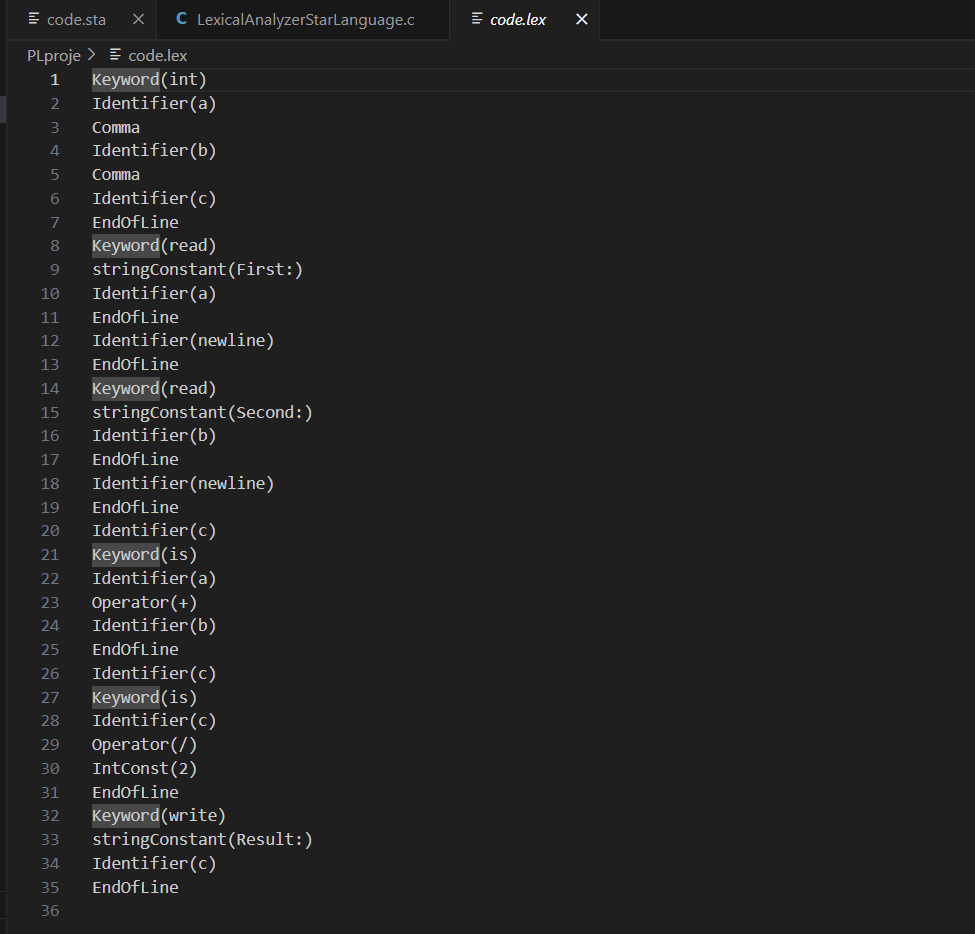 code.sta
C LexicalAnalyzerStarLanguage.c
code.lex
PLproje > code.lex
1 Keyword(int)
2 Identifier(a)
3 Comma
4 Identifier(b)
5 Comma
6 Identifier(c)
7 EndOfLine
8 Keyword(read)
9 stringConstant(First:)
10 Identifier(a)
11 EndOfLine
12 Identifier(newline)
13 EndOfLine
14 Keyword(read)
15 stringConstant(Second:)
16 Identifier(b)
17 EndOfLine
18 Identifier(newline)
19 EndOfLine
20 Identifier(c)
21 Keyword(is)
22 Identifier(a)
23 Operator(+)
24 Identifier(b)
25 EndOfLine
26 Identifier(c)
27 Keyword(is)
28 Identifier(c)
29 Operator(/)
30 IntConst(2)
31 EndOfLine
32 Keyword(write)
33 stringConstant(Result:)
34 Identifier(c)
35 EndOfLine
36